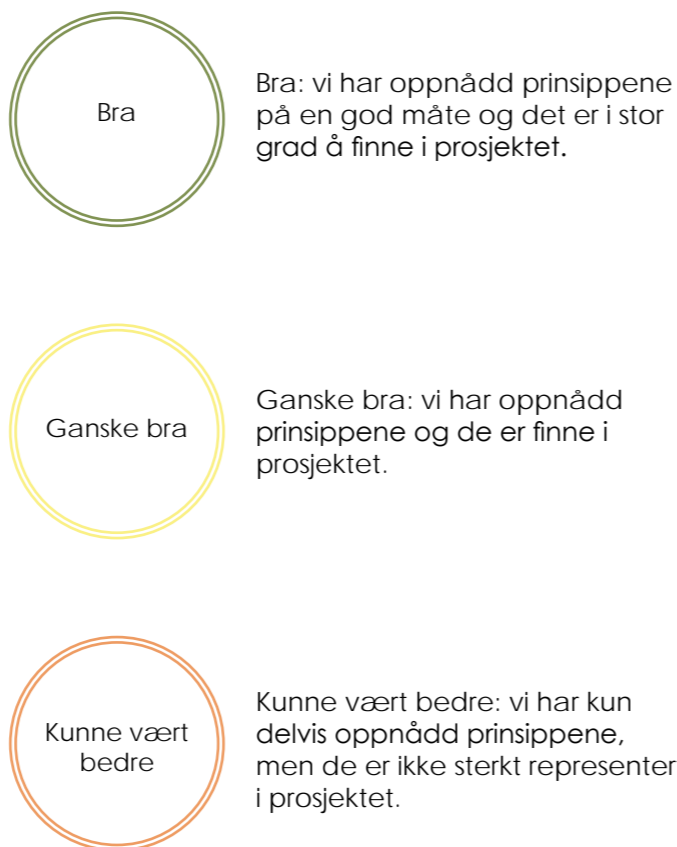 Bra
Bra: vi har oppnådd prinsippene
på en god måte og det er i stor
grad å finne i prosjektet.
Ganske bra
Ganske bra: vi har oppnådd
prinsippene og de er finne i
prosjektet.
Kunne vært
bedre
Kunne vært bedre: vi har kun
delvis oppnådd prinsippene,
men de er ikke sterkt representer
i prosjektet.